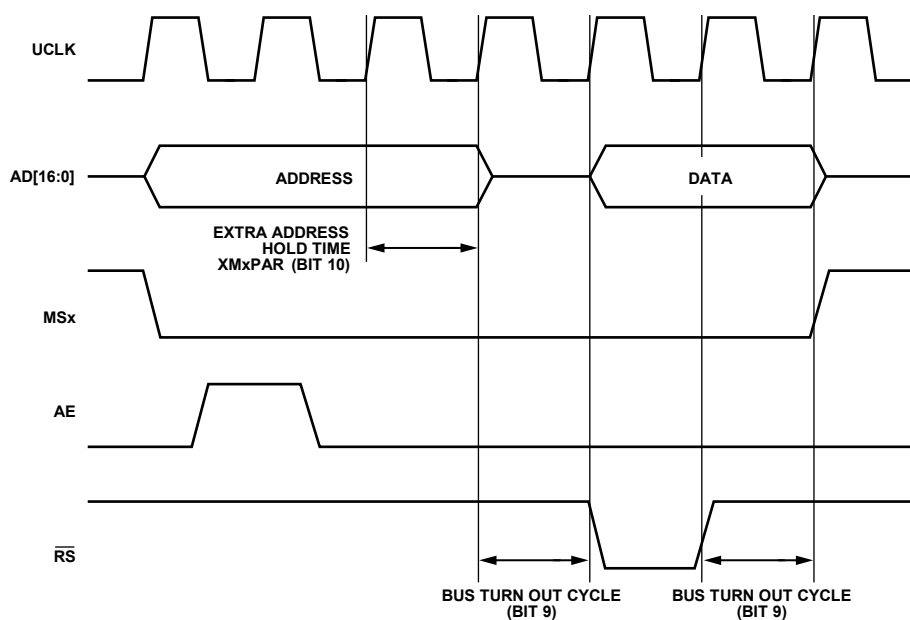 UCLK
AD[16:0]
ADDRESS
DATA
EXTRA ADDRESS
HOLD TIME
XMxPAR (BIT 10)
MSx
AE
RS
BUS TURN OUT CYCLE
(BIT 9)
BUS TURN OUT CYCLE
(BIT 9)